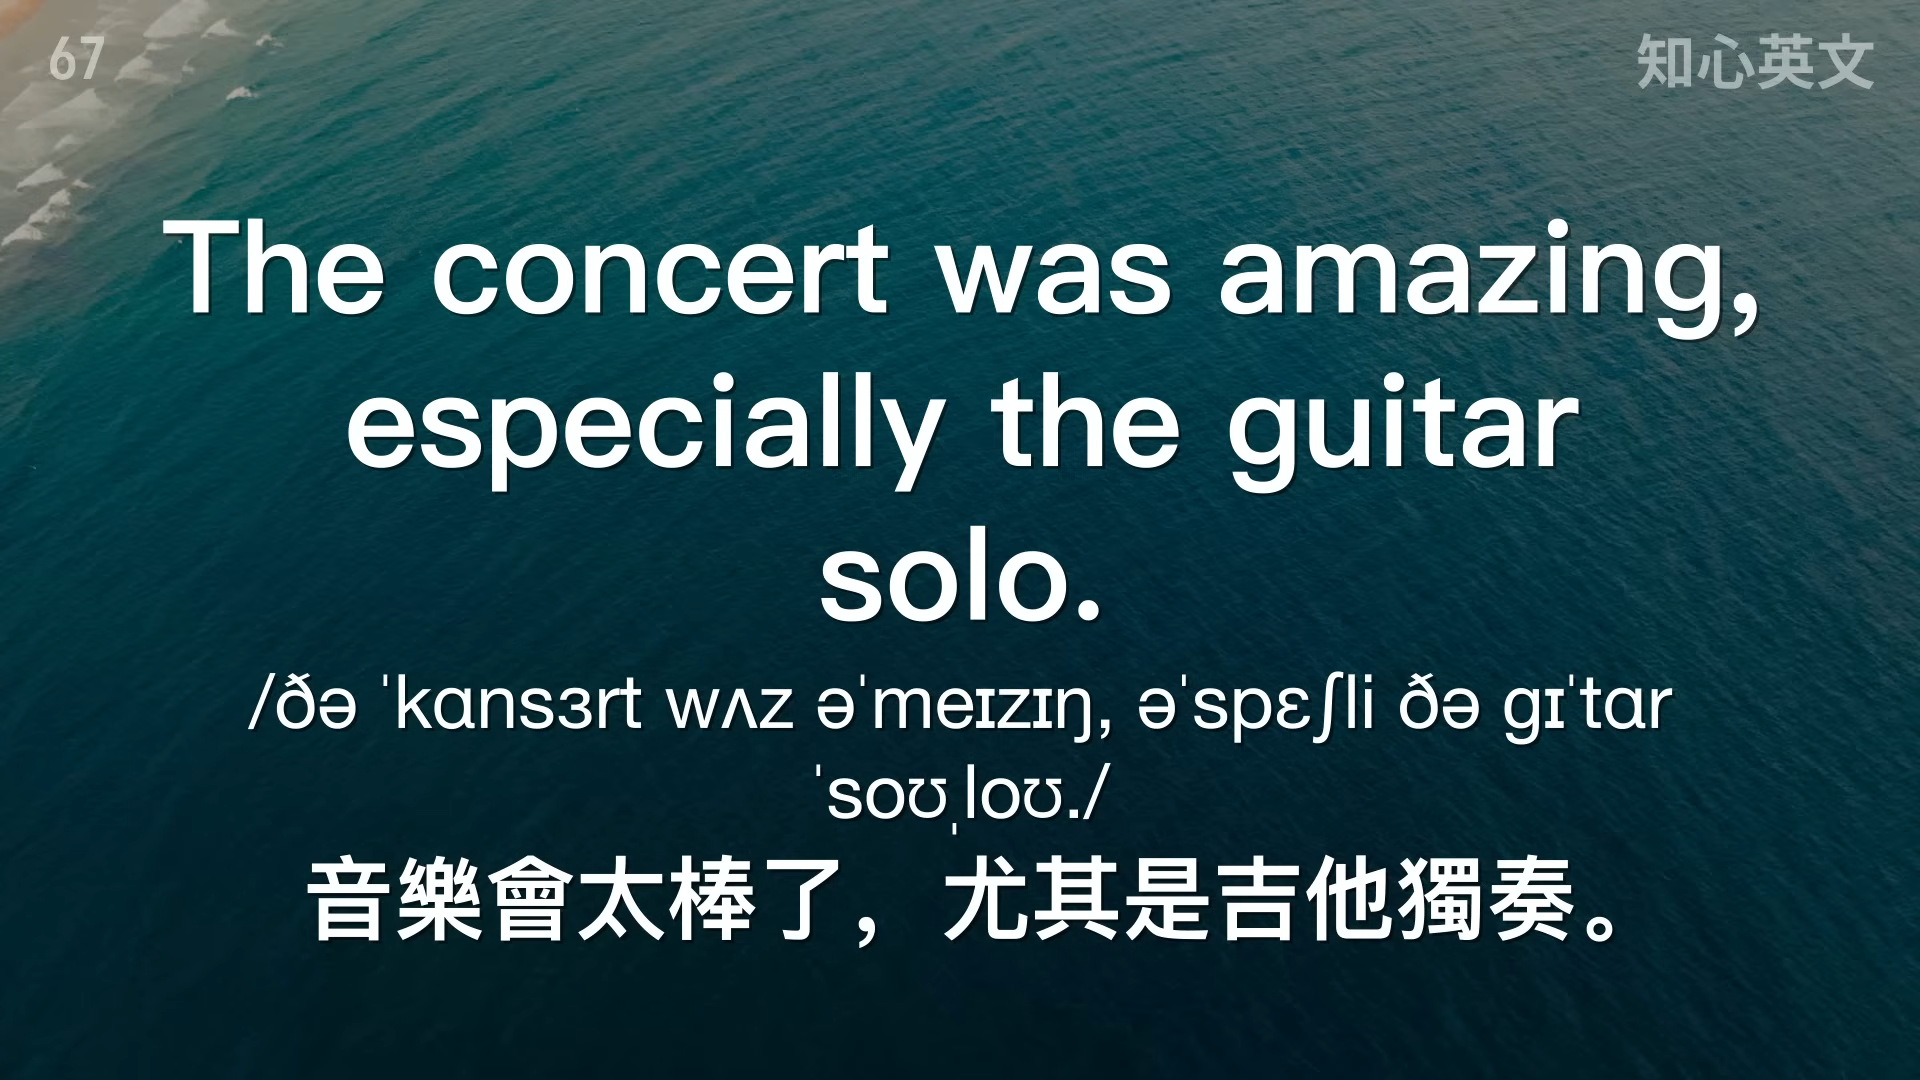 67
知心英文
The concert was amazing,
especially the guitar
solo.
/ðə ˈkɑnsɜrt wʌz əˈmeɪzɪŋ, əˈspɛʃli ðə gɪˈtɑr
ˈsoʊˌloʊ./
音樂會太棒了，尤其是吉他獨奏。